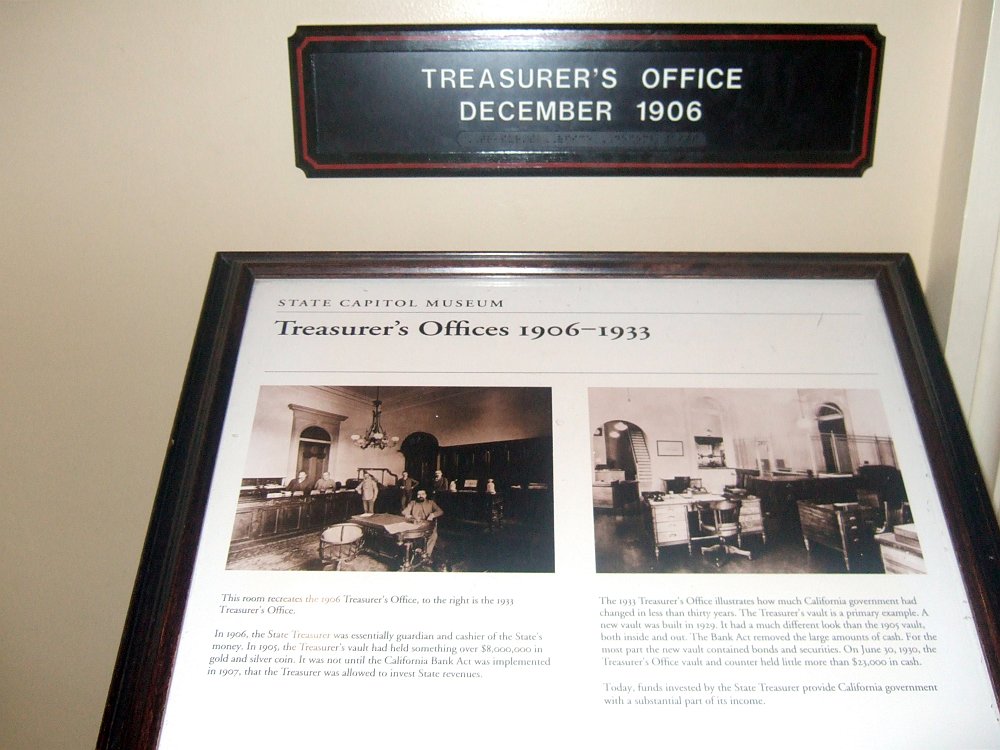 TREASURER'S OFFICE
DECEMBER 1906
STATE CAPITOL MUSEUM
Treasurer's Offices 1906–1933
This room recreates the 1906 Treasurer's Office, to the right is the 1933
Treasurer's Office.
In 1906, the State Treasurer was essentially guardian and cashier of the State's
money. In 1905, the Treasurer's vault had held something over $8,000,000 in
gold and silver coin. It was not until the California Bank Act was implemented
in 1907, that the Treasurer was allowed to invest State revenues.
The 1933 Treasurer's Office illustrates how much California government had
changed in less than thirty years. The Treasurer's vault is a primary example. A
new vault was built in 1929. It had a much different look than the 1905 vault,
both inside and out. The Bank Act removed the large amounts of cash. For the
most part the new vault contained bonds and securities. On June 30, 1930, the
Treasurer's Office vault and counter held little more than $23,000 in cash.
Today, funds invested by the State Treasurer provide California government
with a substantial part of its income.